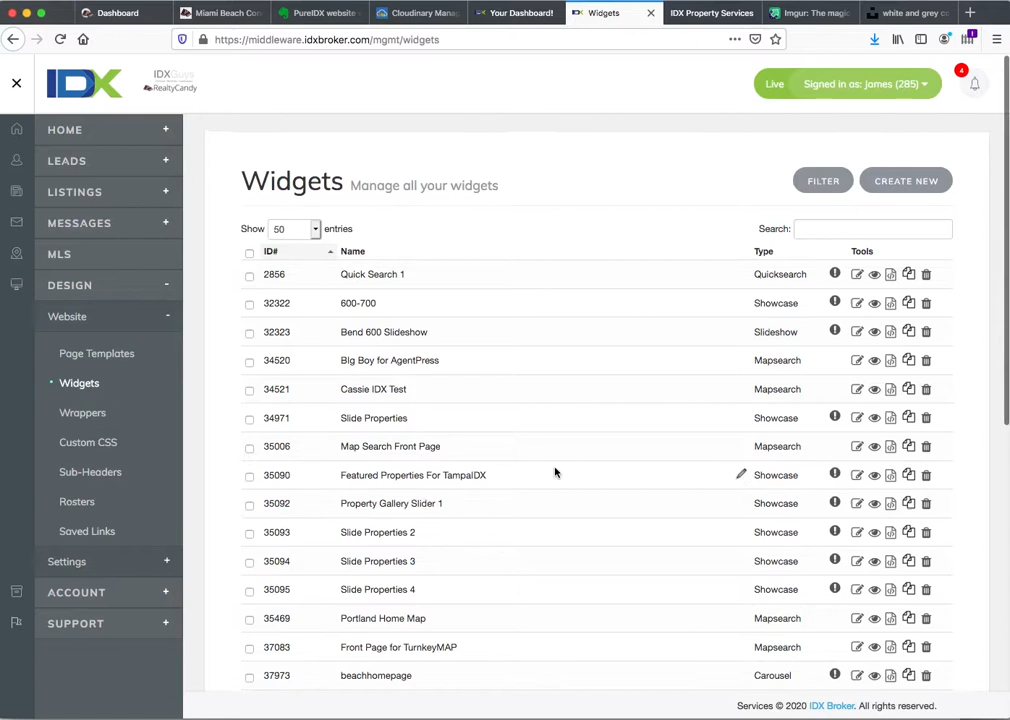 Dashboard
Miami Beach Con
PureIDX website
Cloudinary Mana
Your Dashboard!
Widgets
IDX Property Services
Imgur: The magic
white and grey co
https://middleware.idxbroker.com/mgmt/widgets
IDX
IDXGuys
RealtyCandy
Live
Signed in as: James (285)
4
HOME +
LEADS +
LISTINGS +
MESSAGES +
MLS
DESIGN -
Website -
Page Templates
Widgets
Wrappers
Custom CSS
Sub-Headers
Rosters
Saved Links
Settings +
ACCOUNT +
SUPPORT +
Widgets Manage all your widgets
FILTER
CREATE NEW
Show 50 entries
Search:
ID# Name Type Tools
2856 Quick Search 1 Quicksearch
32322 600-700 Showcase
32323 Bend 600 Slideshow Slideshow
34520 BIg Boy for AgentPress Mapsearch
34521 Cassie IDX Test Mapsearch
34971 Slide Properties Showcase
35006 Map Search Front Page Mapsearch
35090 Featured Properties For TampaIDX Showcase
35092 Property Gallery Slider 1 Showcase
35093 Slide Properties 2 Showcase
35094 Slide Properties 3 Showcase
35095 Slide Properties 4 Showcase
35469 Portland Home Map Mapsearch
37083 Front Page for TurnkeyMAP Mapsearch
37973 beachhomepage Carousel
Services © 2020 IDX Broker. All rights reserved.